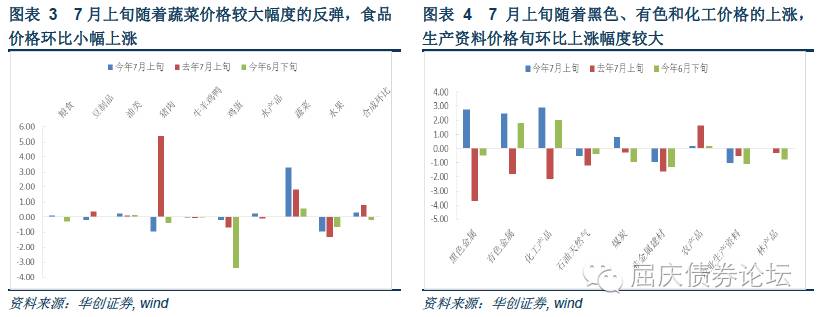 图表 3 7 月上旬随着蔬菜价格较大幅度的反弹，食品
价格环比小幅上涨
今年7月上旬 去年7月上旬 今年6月下旬
粮食 豆制品 油类 猪肉 牛羊鸡鸭 鸡蛋 水产品 蔬菜 水果 合成环比
6.00
5.00
4.00
3.00
2.00
1.00
0.00
-1.00
-2.00
-3.00
-4.00
资料来源：华创证券, wind
图表 4 7 月上旬随着黑色、有色和化工价格的上涨，
生产资料价格旬环比上涨幅度较大
今年7月上旬 去年7月上旬 今年6月下旬
4.00
3.00
2.00
1.00
0.00
-1.00
-2.00
-3.00
-4.00
-5.00
黑色金属 有色金属 化工产品 石油天然气 煤炭 金属建材 农产品 业生产资料 林产品
屈庆债券论坛
资料来源：华创证券, wind